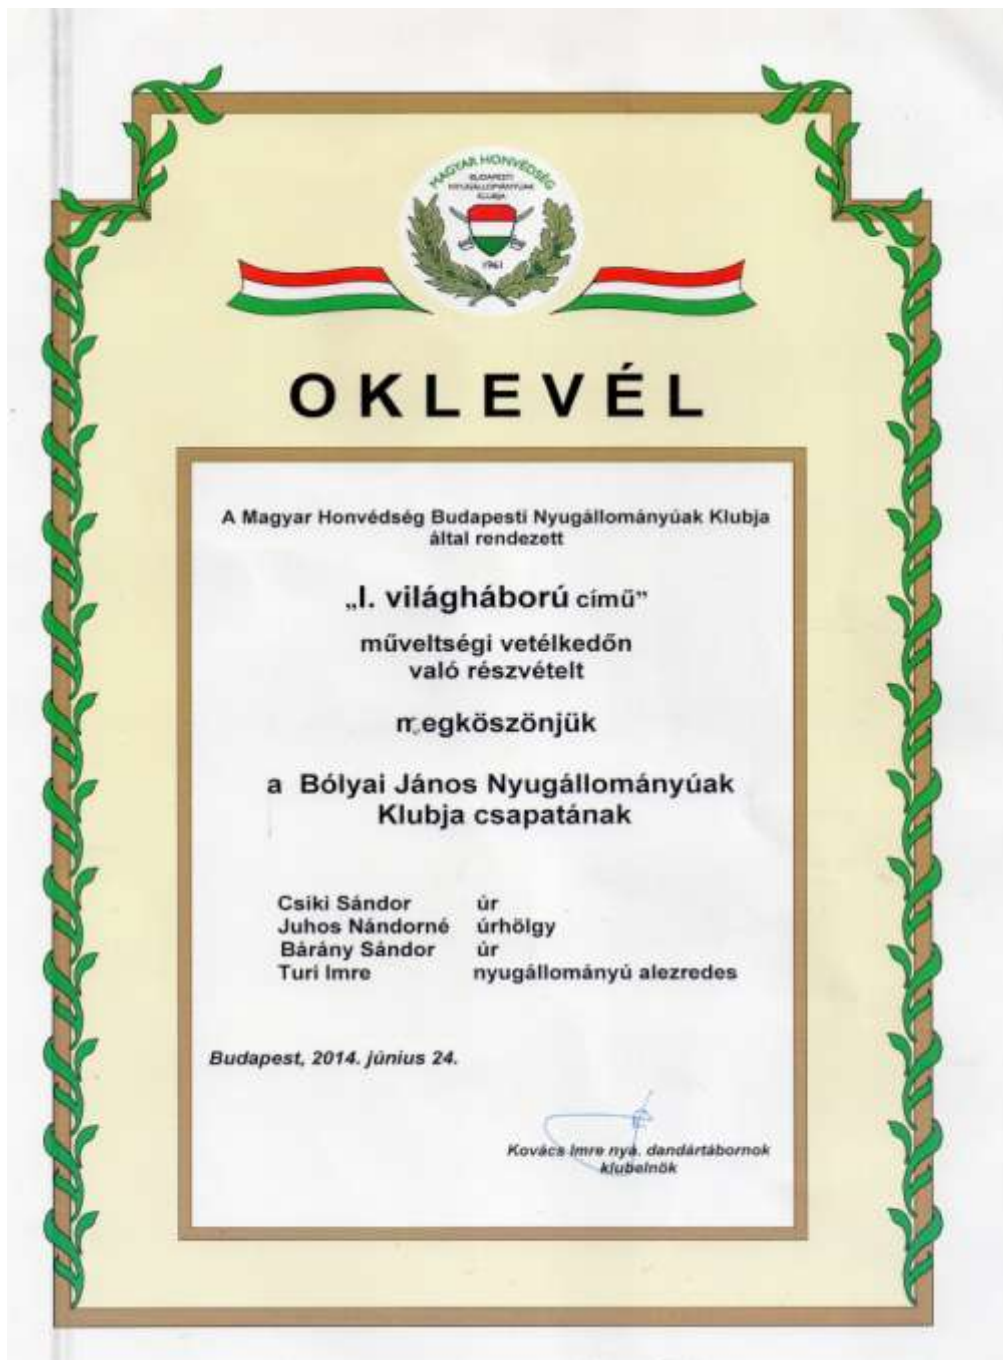 MAGYAR HONVÉDSÉG
BUDAPESTI
NYUGÁLLOMÁNYÚAK
KLUBJA
1961
OKLEVÉL
A Magyar Honvédség Budapesti Nyugállományúak Klubja
által rendezett
„I. világháború című”
műveltségi vetélkedőn
való részvételt
megköszönjük
a Bólyai János Nyugállományúak
Klubja csapatának
Csiki Sándor úr
Juhos Nándorné úrhölgy
Bárány Sándor úr
Turi Imre nyugállományú alezredes
Budapest, 2014. június 24.
Kovács Imre nyá. dandártábornok
klubelnök